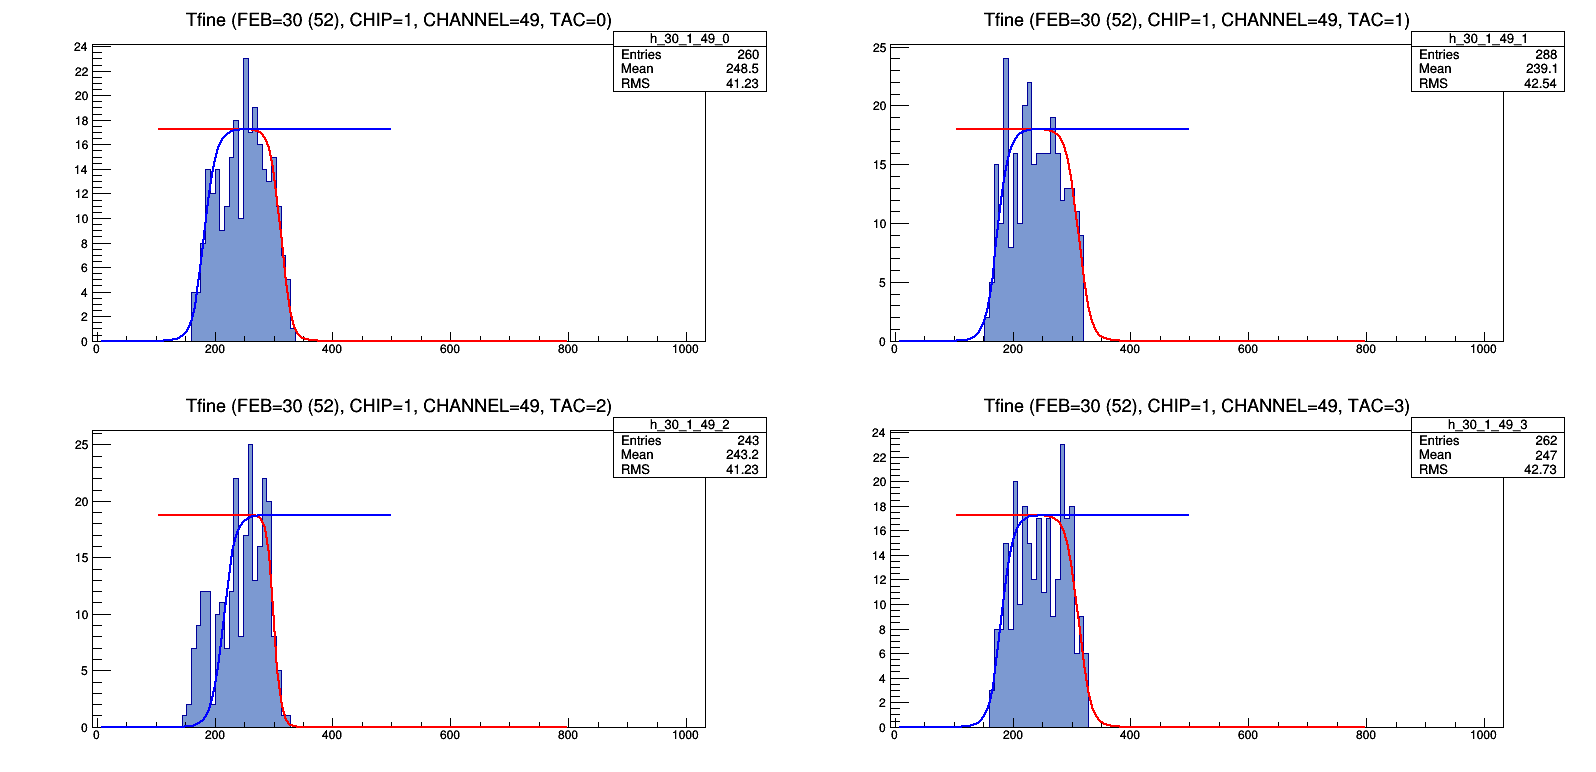 Tfine (FEB=30 (52), CHIP=1, CHANNEL=49, TAC=0)
h_30_1_49_0
Entries 260
Mean 248.5
RMS 41.23
24
22
20
18
16
14
12
10
8
6
4
2
0
0 200 400 600 800 1000
Tfine (FEB=30 (52), CHIP=1, CHANNEL=49, TAC=1)
h_30_1_49_1
Entries 288
Mean 239.1
RMS 42.54
25
20
15
10
5
0
0 200 400 600 800 1000
Tfine (FEB=30 (52), CHIP=1, CHANNEL=49, TAC=2)
h_30_1_49_2
Entries 243
Mean 243.2
RMS 41.23
25
20
15
10
5
0
0 200 400 600 800 1000
Tfine (FEB=30 (52), CHIP=1, CHANNEL=49, TAC=3)
h_30_1_49_3
Entries 262
Mean 247
RMS 42.73
24
22
20
18
16
14
12
10
8
6
4
2
0
0 200 400 600 800 1000